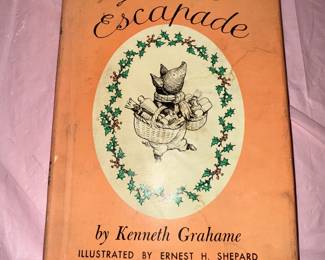 Escapade
by Kenneth Grahame
ILLUSTRATED BY ERNEST H. SHEPARD